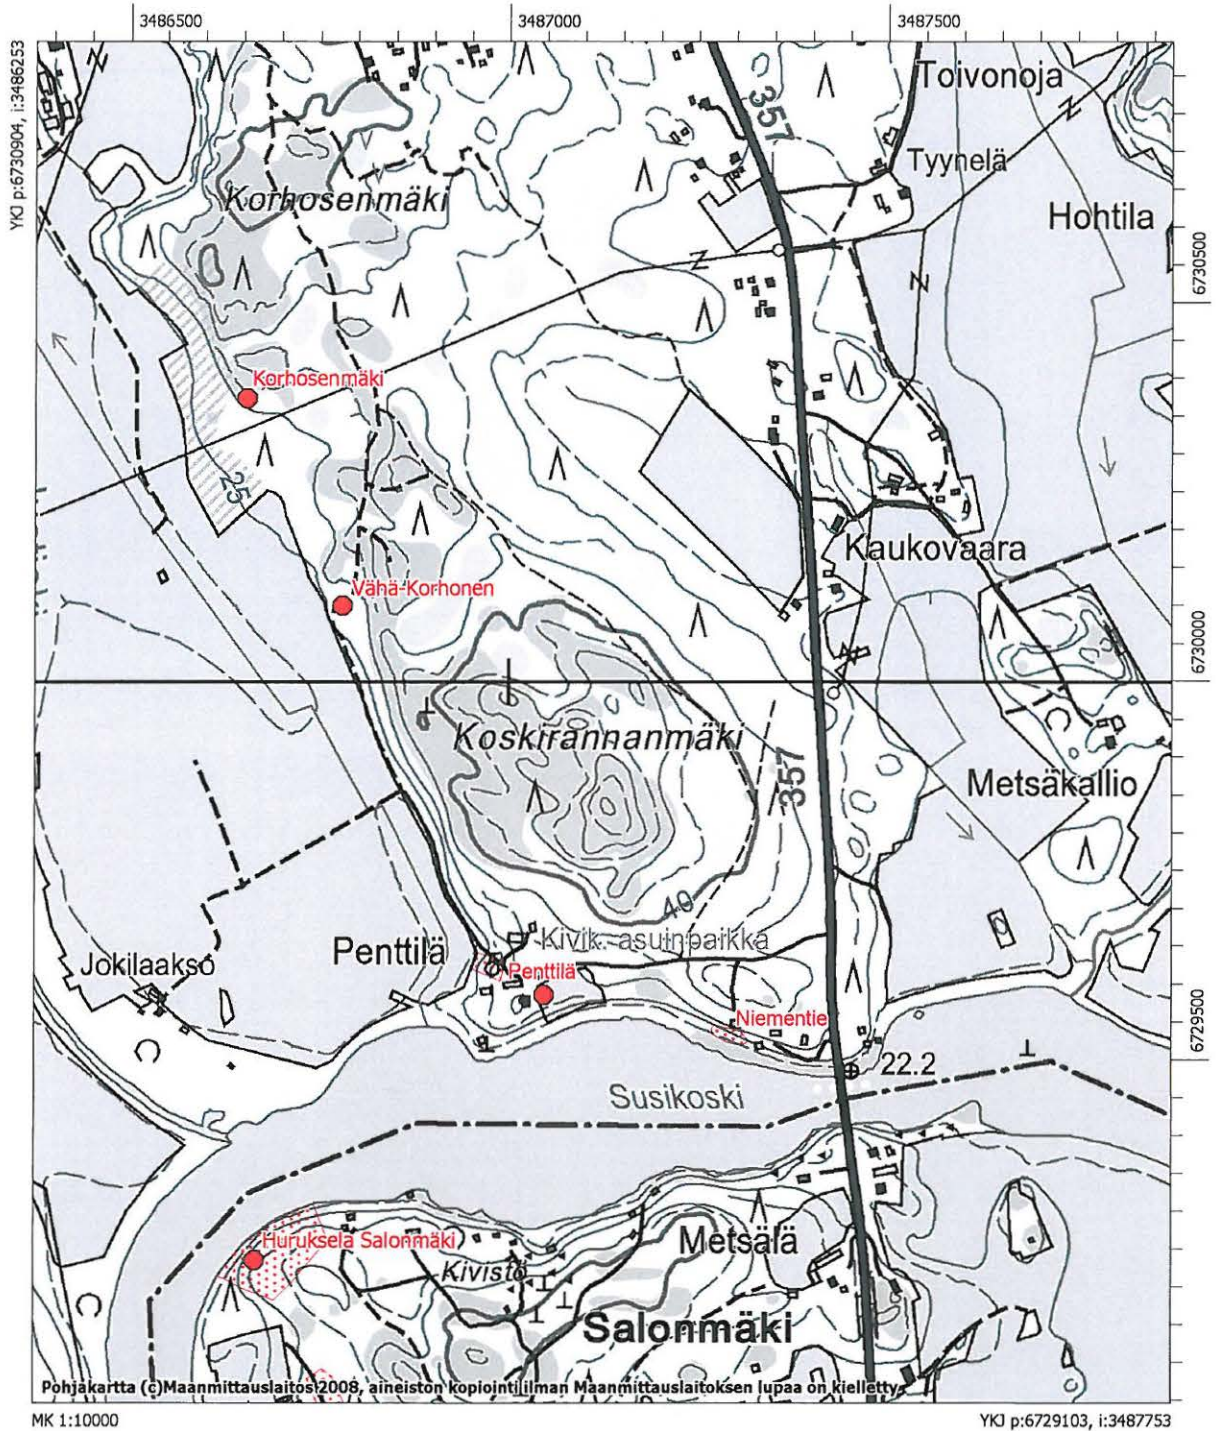 3486500
3487000
3487500
YKJ p:6730904, i:3486253
357
Toivonoja
Tyynelä
Korhosenmäki
Hohtila
6730500
Korhosenmäki
25
Kaukovaara
Vähä-Korhonen
6730000
Koskirannanmäki
357
Metsäkallio
40
Penttilä
Kivik. asuinpaikka
Jokilaakso
Penttilä
Niementie
6729500
22.2
Susikoski
Huruksela Salonmäki
Metsälä
Kivistö
Salonmäki
Pohjakartta (c)Maanmittauslaitos 2008, aineiston kopiointi ilman Maanmittauslaitoksen lupaa on kielletty.
MK 1:10000
YKJ p:6729103, i:3487753